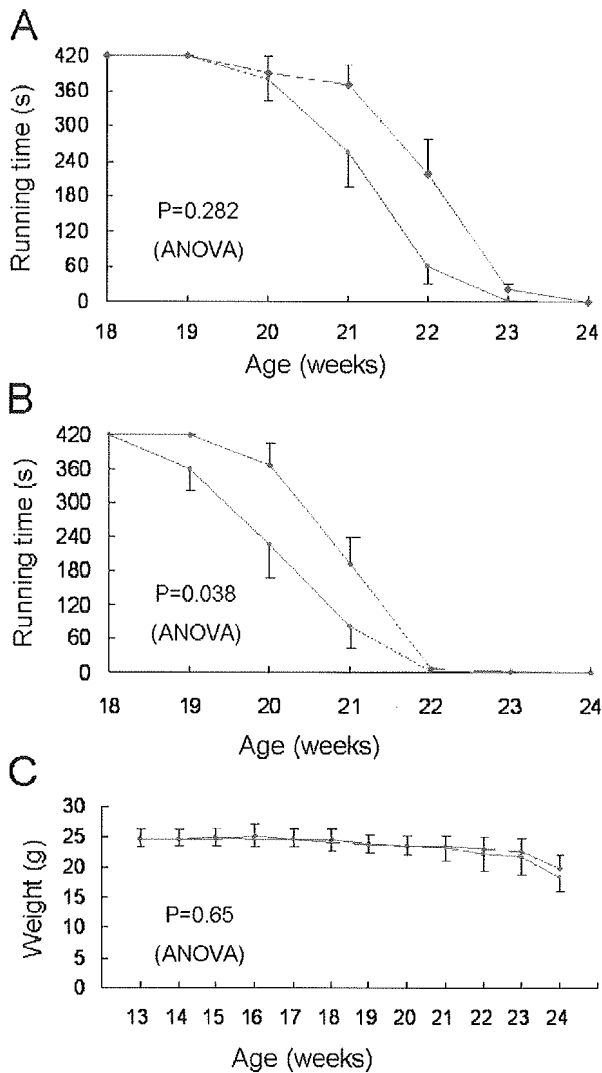 A
Running time (s)
420
360
300
240
180
120
60
0
P=0.282
(ANOVA)
18 19 20 21 22 23 24
Age (weeks)
B
Running time (s)
420
360
300
240
180
120
60
0
P=0.038
(ANOVA)
18 19 20 21 22 23 24
Age (weeks)
C
Weight (g)
30
25
20
15
10
5
0
P=0.65
(ANOVA)
13 14 15 16 17 18 19 20 21 22 23 24
Age (weeks)